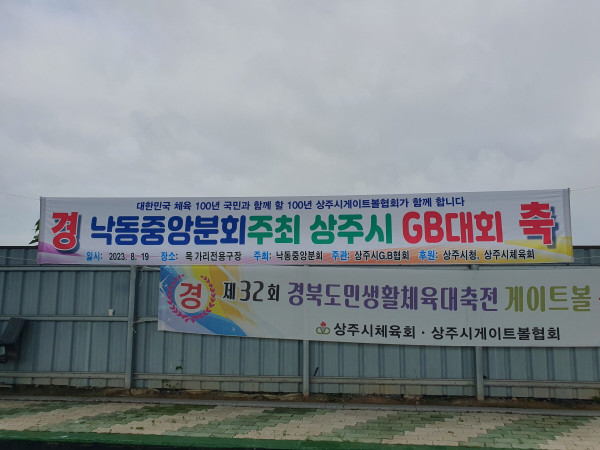 대한민국 체육 100년 국민과 함께 할 100년 상주시게이트볼협회가 함께 합니다
경 낙동중앙분회주최 상주시 GB대회 축
일시: 2023. 8. 19 장소: 목 가리전용구장 주최: 낙동중앙분회 주관: 상주시G.B협회 후원: 상주시청, 상주시체육회
경 제32회 경북도민생활체육대축전 게이트볼
상주시체육회·상주시게이트볼협회